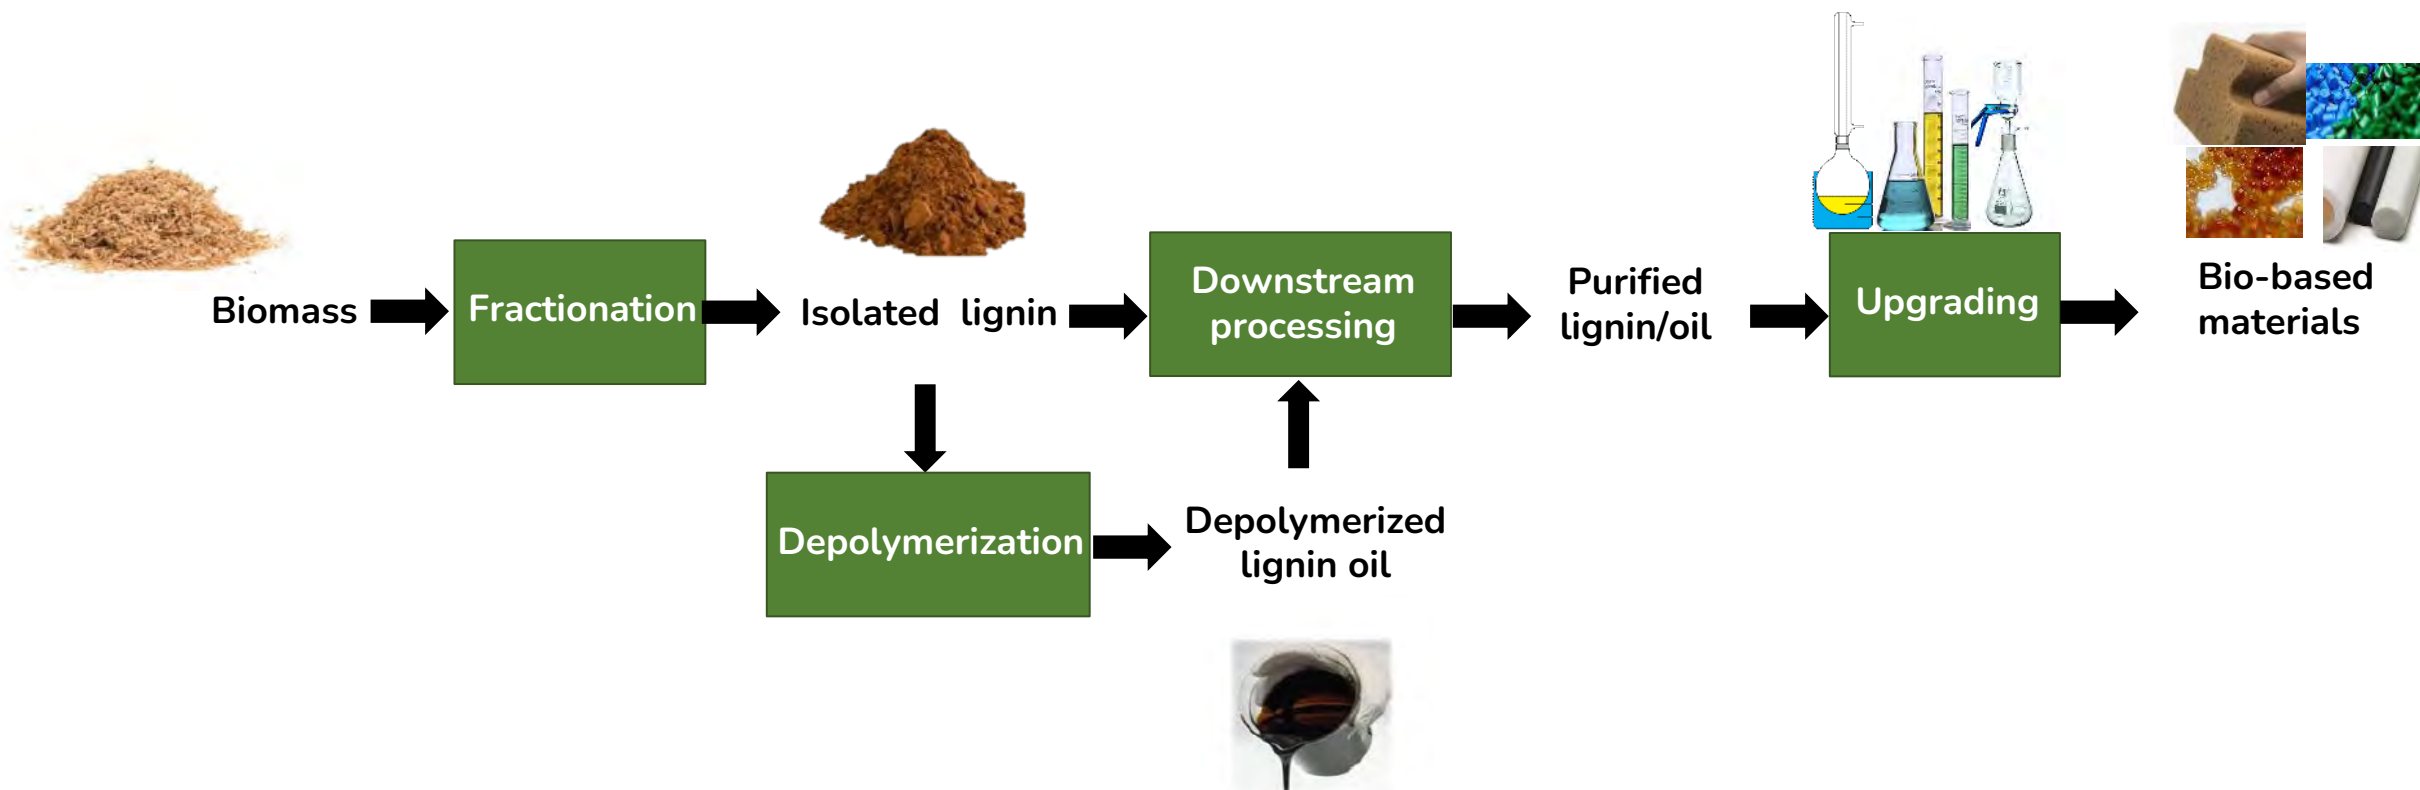 Biomass
Fractionation
Isolated lignin
Downstream
processing
Purified
lignin/oil
Upgrading
Bio-based
materials
Depolymerization
Depolymerized
lignin oil